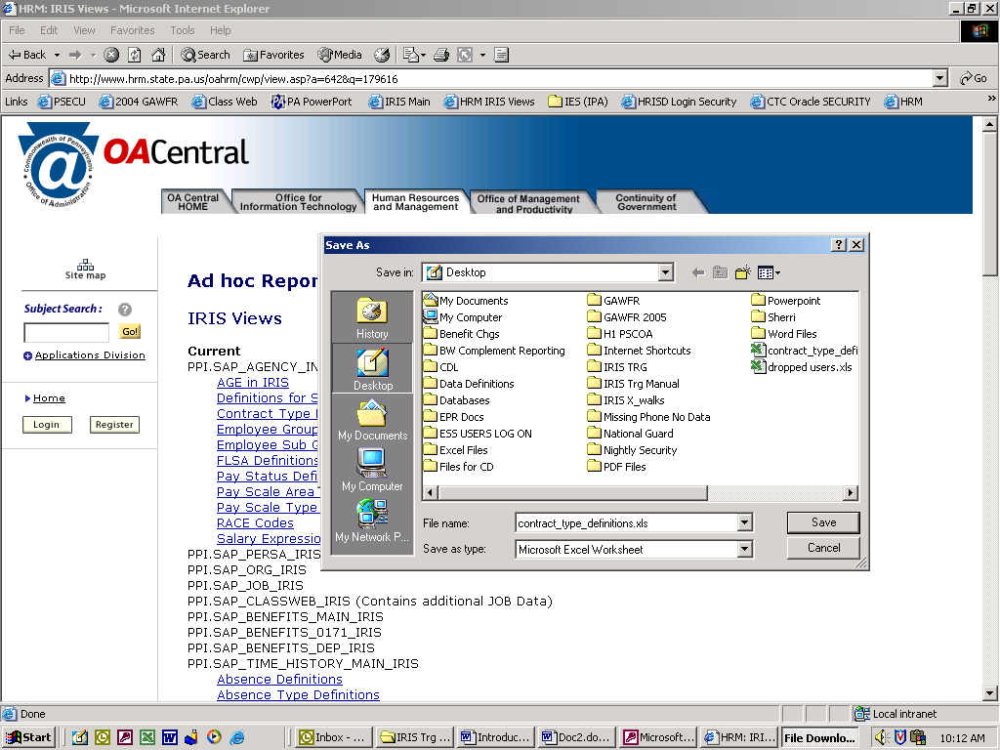 HRM: IRIS Views - Microsoft Internet Explorer
File Edit View Favorites Tools Help
Back Search Favorites Media
Address http://www.hrm.state.pa.us/oahrm/cwp/view.asp?a=642&q=179616 Go
Links PSECU 2004 GAWFR Class Web PA PowerPort IRIS Main HRM IRIS Views IES (IPA) HRISD Login Security CTC Oracle SECURITY HRM »
Commonwealth of Pennsylvania
@
Office of Administration
OACentral
OA Central HOME
Office for Information Technology
Human Resources and Management
Office of Management and Productivity
Continuity of Government
Site map
Subject Search : ?
Go!
Applications Division
Home
Login Register
Ad hoc Repor
IRIS Views
Current
PPI.SAP_AGENCY_IN
AGE in IRIS
Definitions for S
Contract Type
Employee Group
Employee Sub G
FLSA Definitions
Pay Status Defi
Pay Scale Area
Pay Scale Type
RACE Codes
Salary Expressio
PPI.SAP_PERSA_IRIS
PPI.SAP_ORG_IRIS
PPI.SAP_JOB_IRIS
PPI.SAP_CLASSWEB_IRIS (Contains additional JOB Data)
PPI.SAP_BENEFITS_MAIN_IRIS
PPI.SAP_BENEFITS_0171_IRIS
PPI.SAP_BENEFITS_DEP_IRIS
PPI.SAP_TIME_HISTORY_MAIN_IRIS
Absence Definitions
Absence Type Definitions
Save As
Save in: Desktop
History
Desktop
My Documents
My Computer
My Network P...
My Documents
My Computer
Benefit Chgs
BW Complement Reporting
CDL
Data Definitions
Databases
EPR Docs
ESS USERS LOG ON
Excel Files
Files for CD
GAWFR
GAWFR 2005
H1 PSCOA
Internet Shortcuts
IRIS TRG
IRIS Trg Manual
IRIS X_walks
Missing Phone No Data
National Guard
Nightly Security
PDF Files
Powerpoint
Sherri
Word Files
contract_type_defi
dropped users.xls
File name: contract_type_definitions.xls Save
Save as type: Microsoft Excel Worksheet Cancel
Done Local intranet
Start Inbox - ... IRIS Trg ... Introduc... Doc2.do... Microsoft... HRM: IRI... File Downlo... 10:12 AM